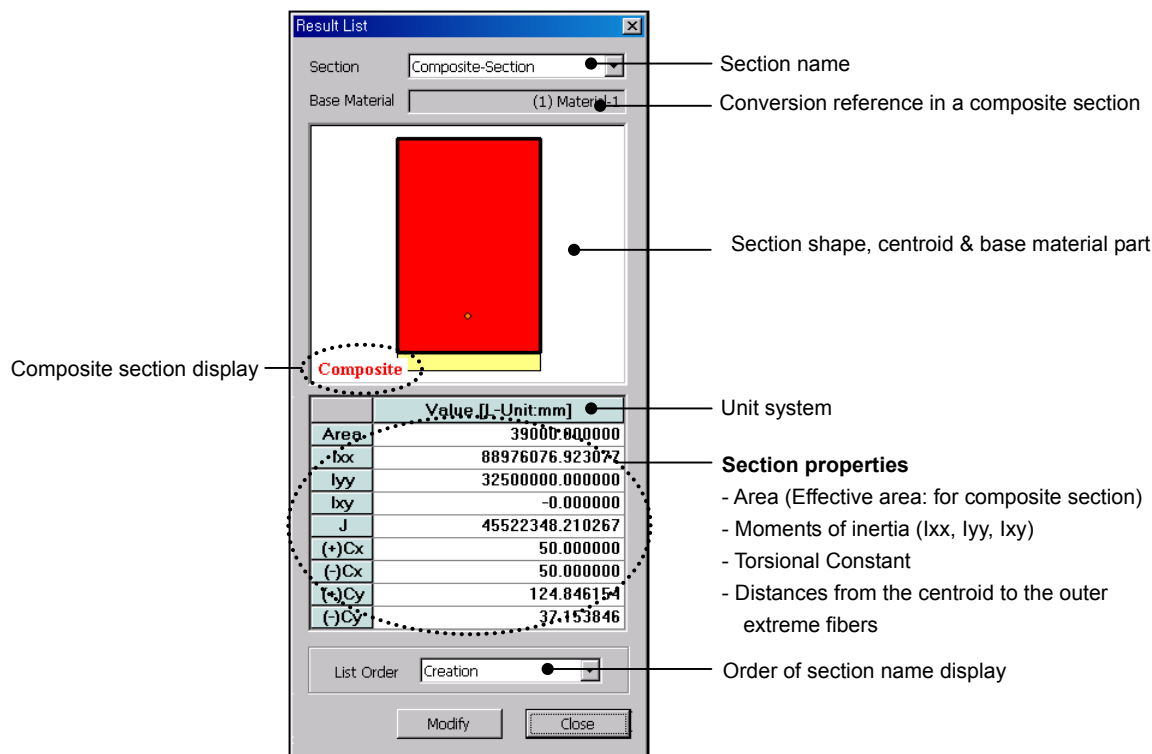 Result List
Section
Composite-Section
Section name
Base Material
(1) Material-1
Conversion reference in a composite section
Section shape, centroid & base material part
Composite section display
Composite
Value [L-Unit:mm]
Unit system
Area 39000.000000
Ixx 88976076.923077
Iyy 32500000.000000
Ixy -0.000000
J 45522348.210267
(+)Cx 50.000000
(-)Cx 50.000000
(+)Cy 124.846154
(-)Cy 37.153846
Section properties
- Area (Effective area: for composite section)
- Moments of inertia (Ixx, Iyy, Ixy)
- Torsional Constant
- Distances from the centroid to the outer
extreme fibers
List Order
Creation
Order of section name display
Modify
Close